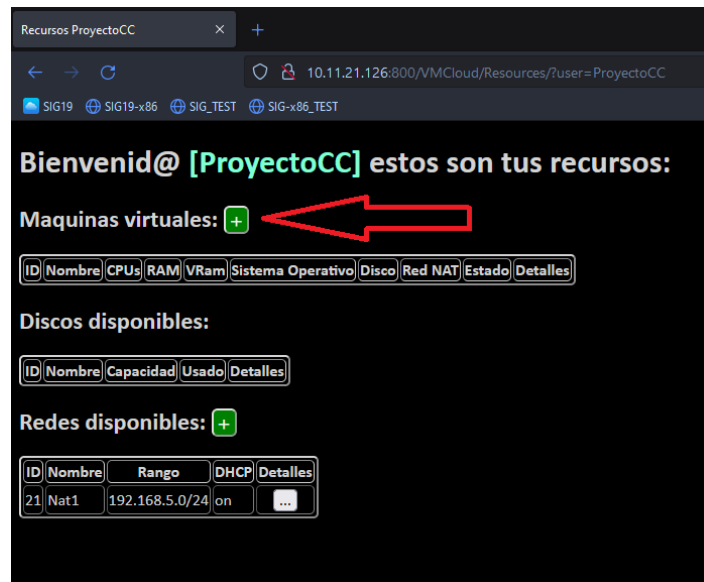 Recursos ProyectoCC
10.11.21.126:800/VMCloud/Resources/?user=ProyectoCC
SIG19 SIG19-x86 SIG_TEST SIG-x86_TEST
Bienvenid@ [ProyectoCC] estos son tus recursos:
Maquinas virtuales: +
ID Nombre CPUs RAM VRam Sistema Operativo Disco Red NAT Estado Detalles
Discos disponibles:
ID Nombre Capacidad Usado Detalles
Redes disponibles: +
ID Nombre Rango DHCP Detalles
21 Nat1 192.168.5.0/24 on ...